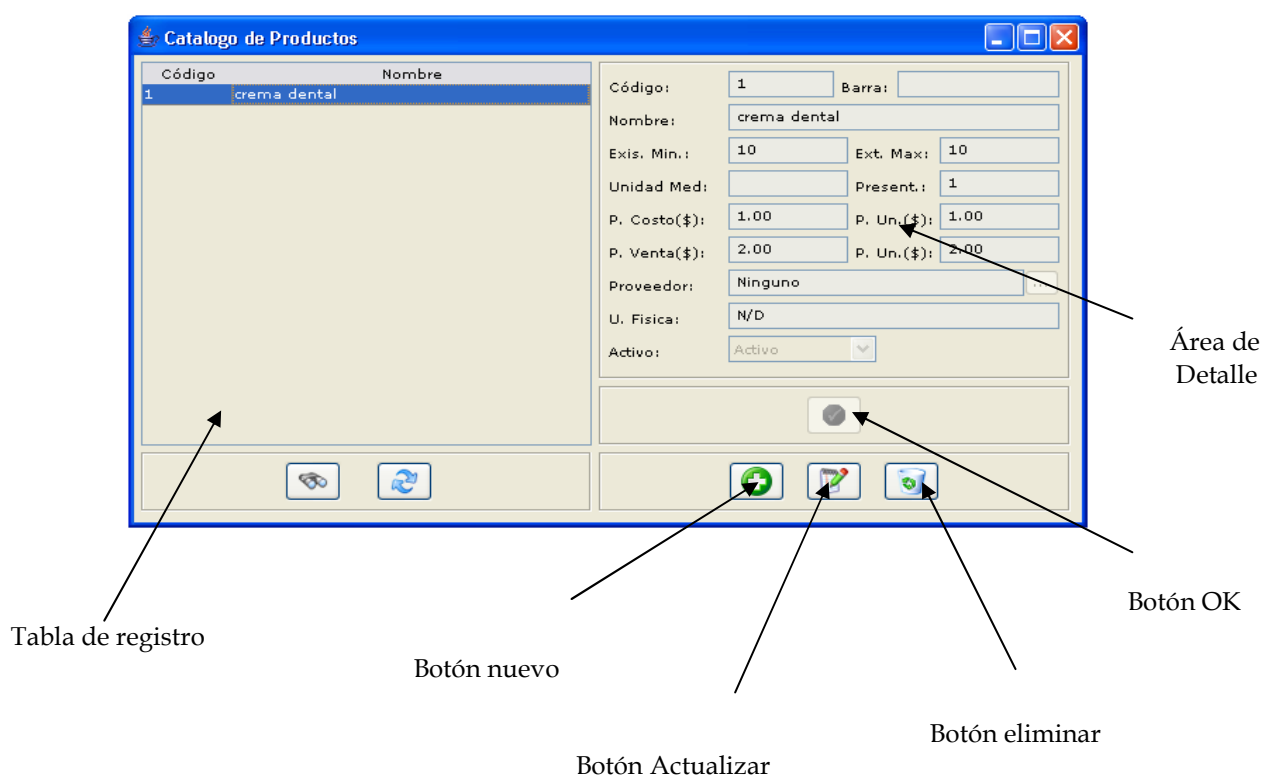 Catalogo de Productos
Código Nombre
1 crema dental
Código: 1 Barra:
Nombre: crema dental
Exis. Min.: 10 Ext. Max: 10
Unidad Med: Present.: 1
P. Costo($): 1.00 P. Un.($): 1.00
P. Venta($): 2.00 P. Un.($): 2.00
Proveedor: Ninguno ...
U. Fisica: N/D
Activo: Activo
Área de
Detalle
Botón OK
Tabla de registro
Botón nuevo
Botón eliminar
Botón Actualizar